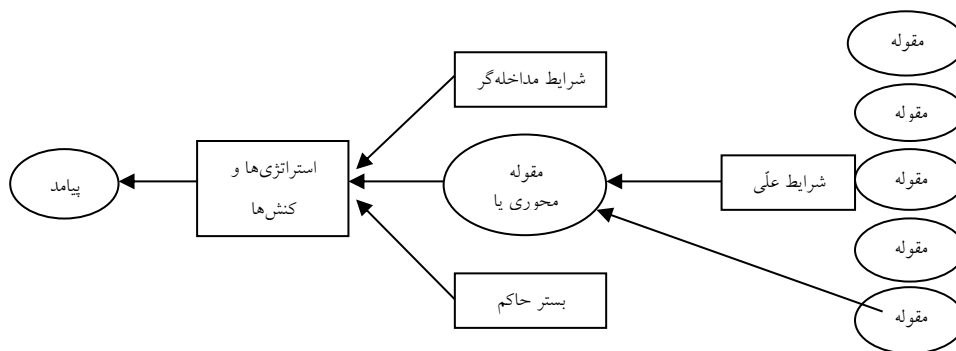 مقوله
مقوله
مقوله
مقوله
مقوله
شرایط علّی
شرایط مداخله‌گر
مقوله
محوری یا
بستر حاکم
استراتژی‌ها و
کنش‌ها
پیامد